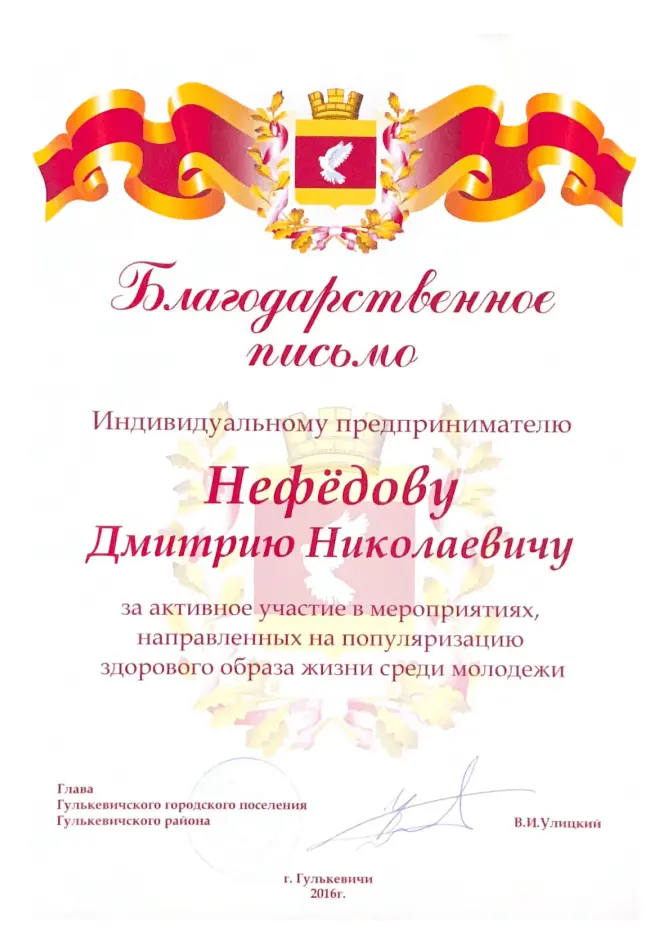 Благодарственное
письмо
Индивидуальному предпринимателю
Нефёдову
Дмитрию Николаевичу
за активное участие в мероприятиях,
направленных на популяризацию
здорового образа жизни среди молодежи
Глава
Гулькевичского городского поселения
Гулькевичского района
В.И.Улицкий
г. Гулькевичи
2016г.